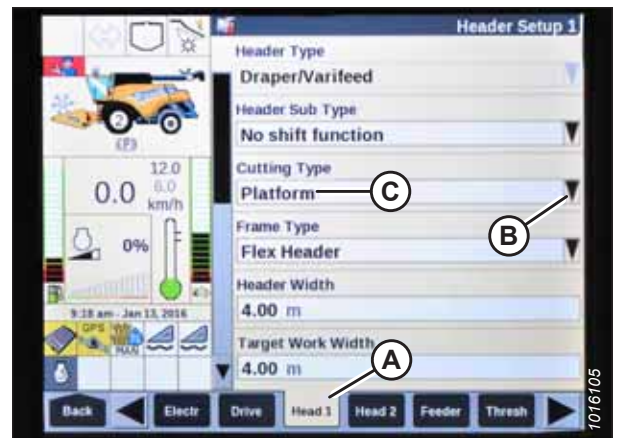 Header Setup 1
Header Type
Draper/Varifeed
Header Sub Type
No shift function
Cutting Type
Platform
C
B
Frame Type
Flex Header
Header Width
4.00 m
Target Work Width
A
4.00 m
2
(P)
12.0
0.0 6.0
km/h
0%
9:18 am - Jan 13, 2016
GPS
MAN
Back Electr Drive Head 1 Head 2 Feeder Thresh
1016105